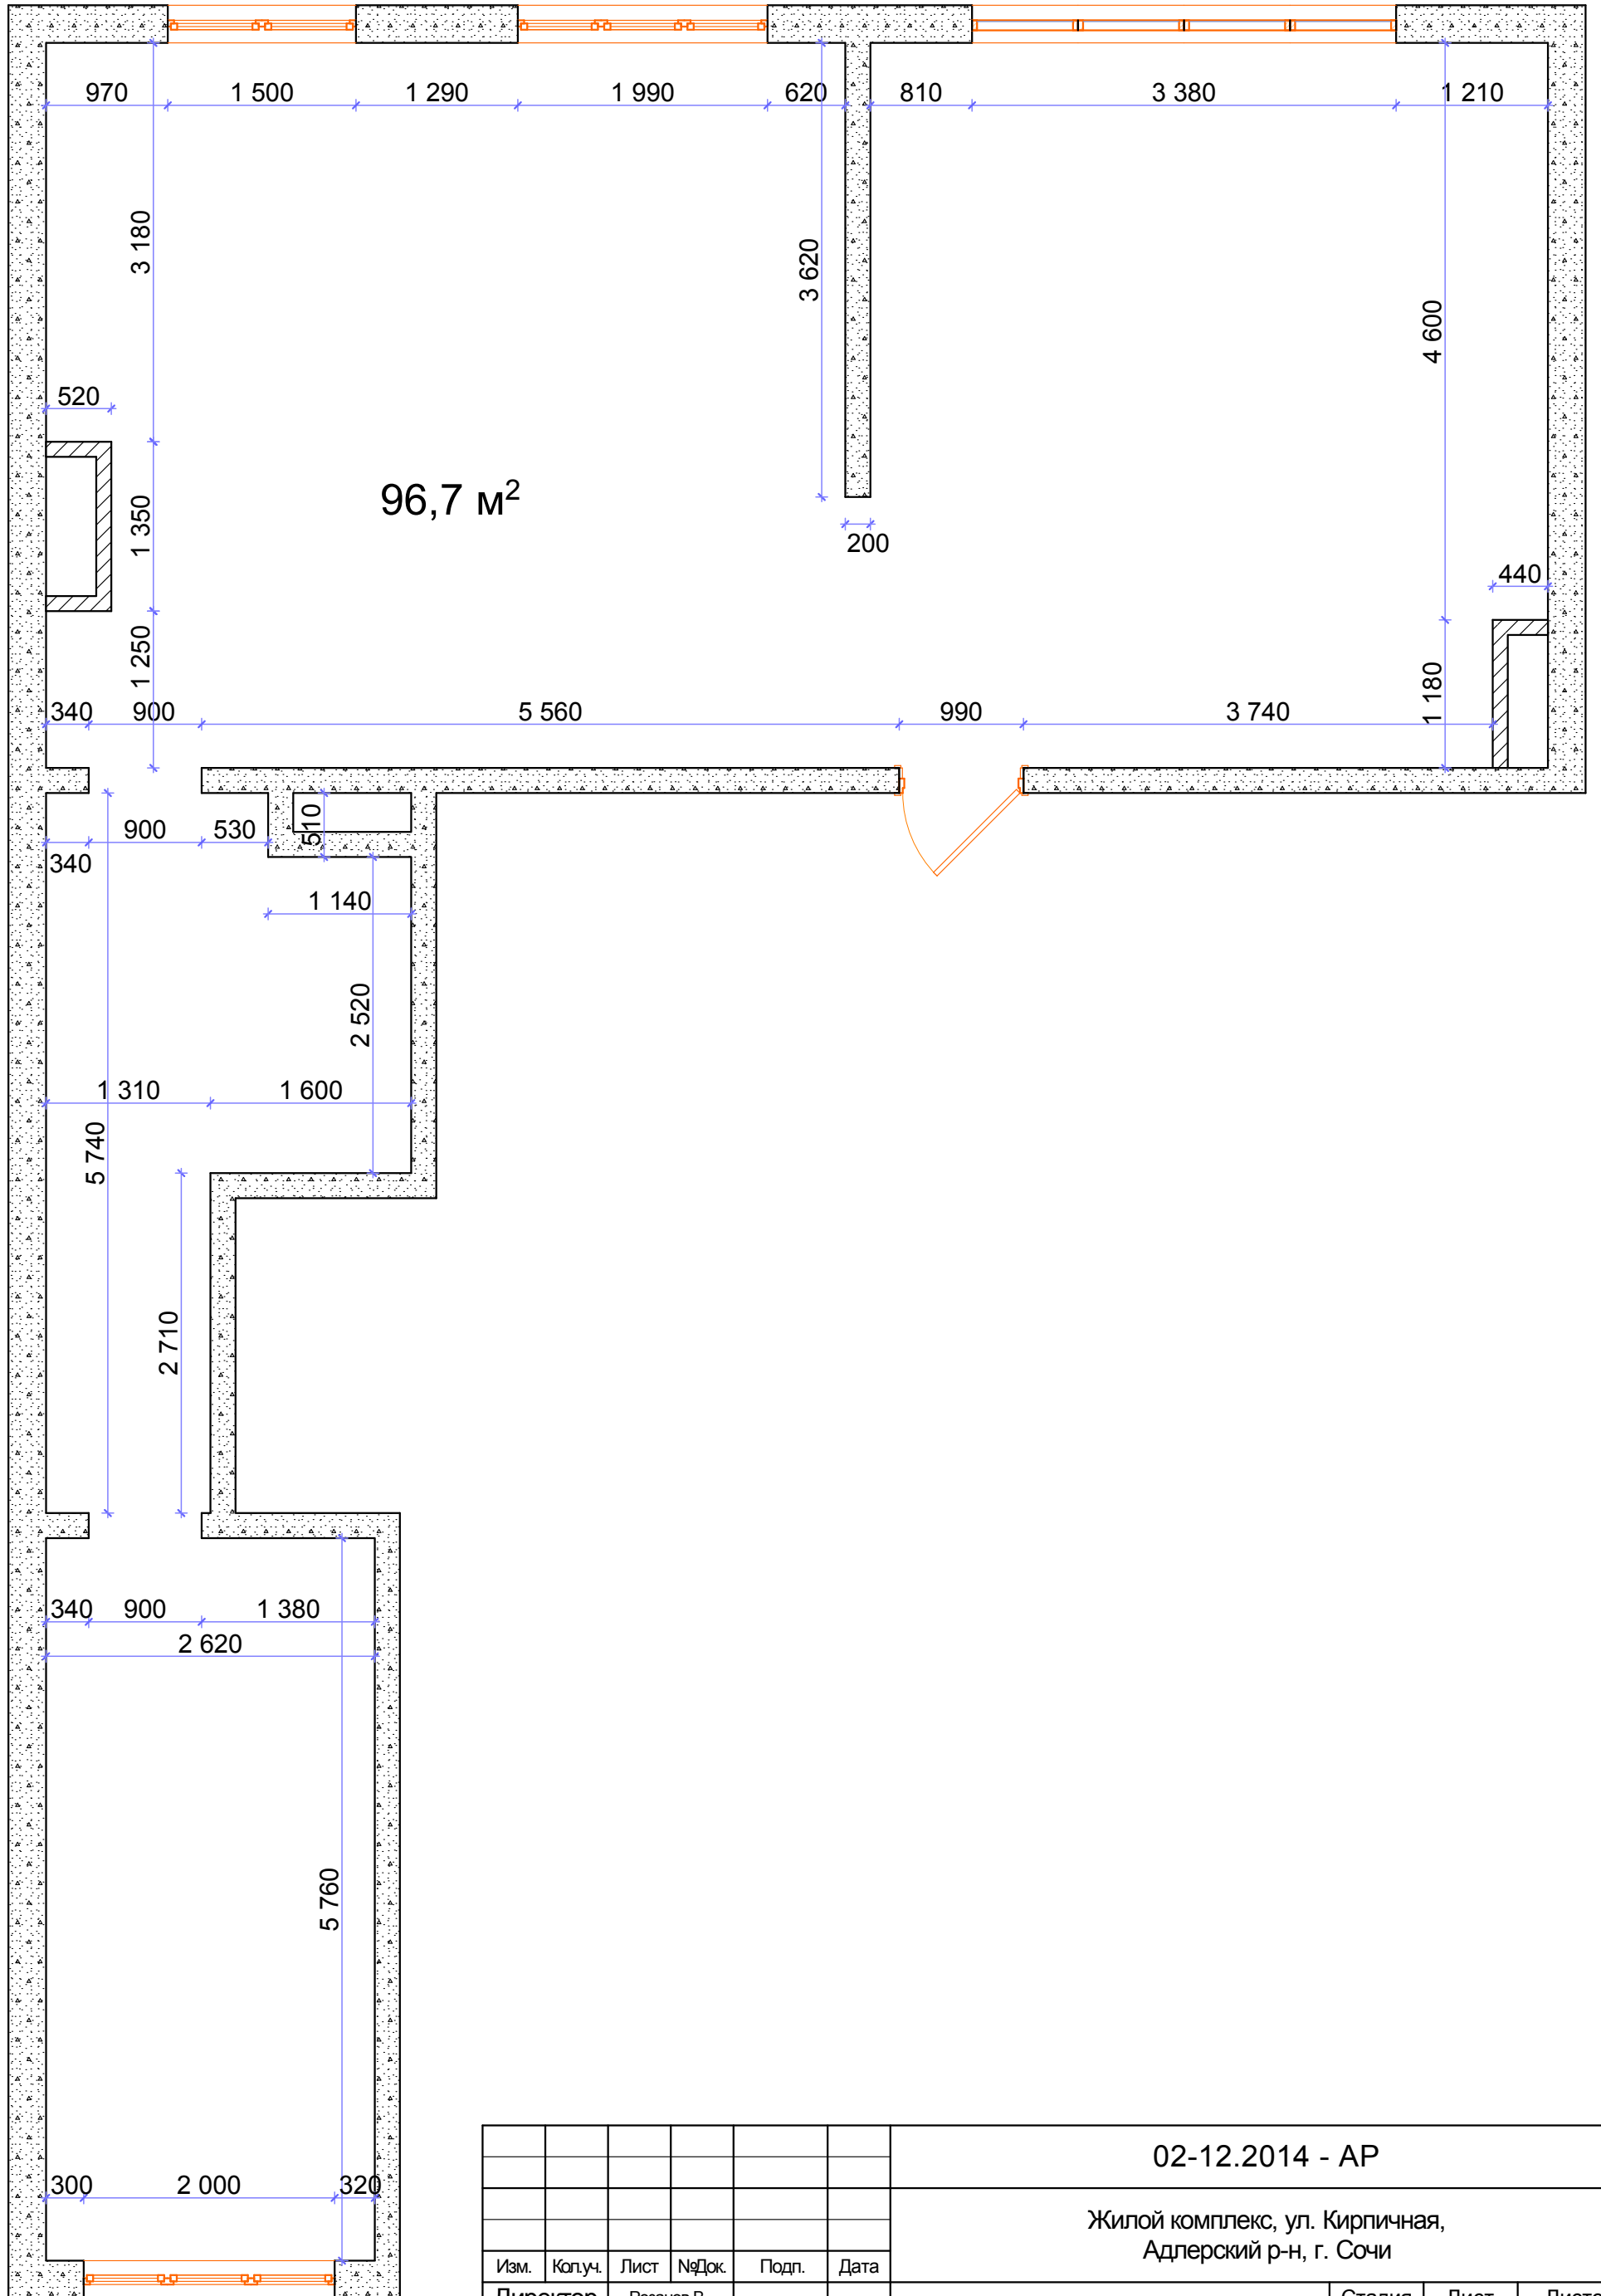 970 1 500 1 290 1 990 620 810 3 380 1 210
3 180
3 620
4 600
520
96,7 м²
1 350
200
440
1 250
1 180
340 900 5 560 990 3 740
900 530 510
340
1 140
2 520
1 310 1 600
5 740
2 710
340 900 1 380
2 620
5 760
300 2 000 320
02-12.2014 - АР
Жилой комплекс, ул. Кирпичная,
Адлерский р-н, г. Сочи
Изм. Кол.уч. Лист №Док. Подп. Дата
Директор Стадия Лист